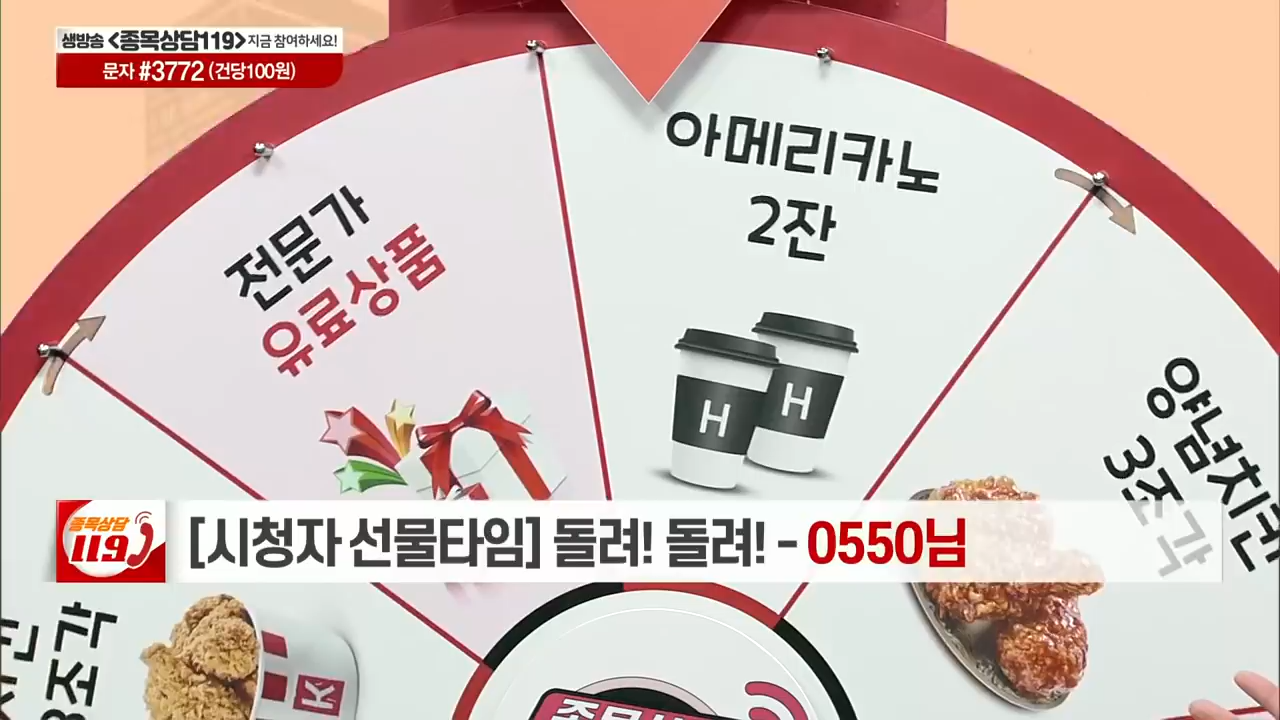 생방송 <종목상담119> 지금 참여하세요!
문자 #3772 (건당100원)
아메리카노
2잔
전문가
유료상품
양념치킨
3조각
H
H
종목상담
119
[시청자 선물타임] 돌려! 돌려! - 0550님
3조각
K